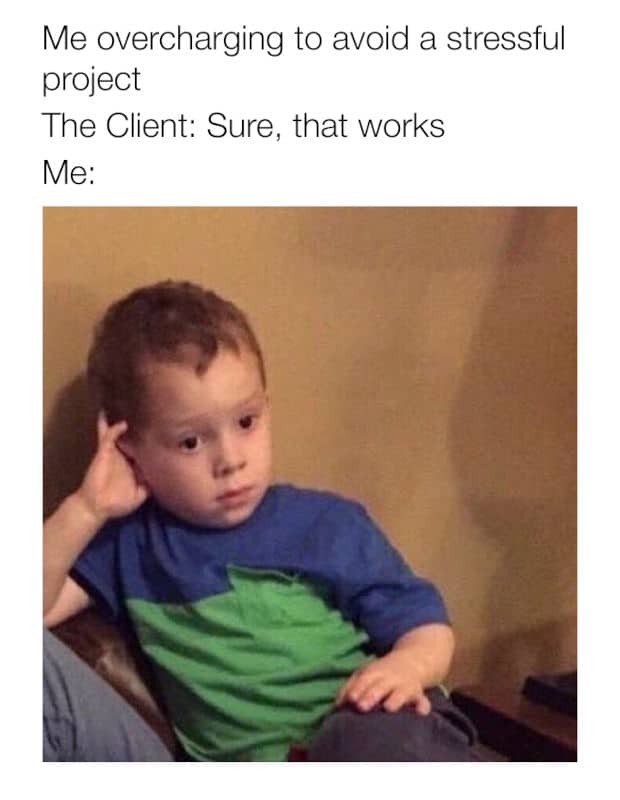 Me overcharging to avoid a stressful
project
The Client: Sure, that works
Me: